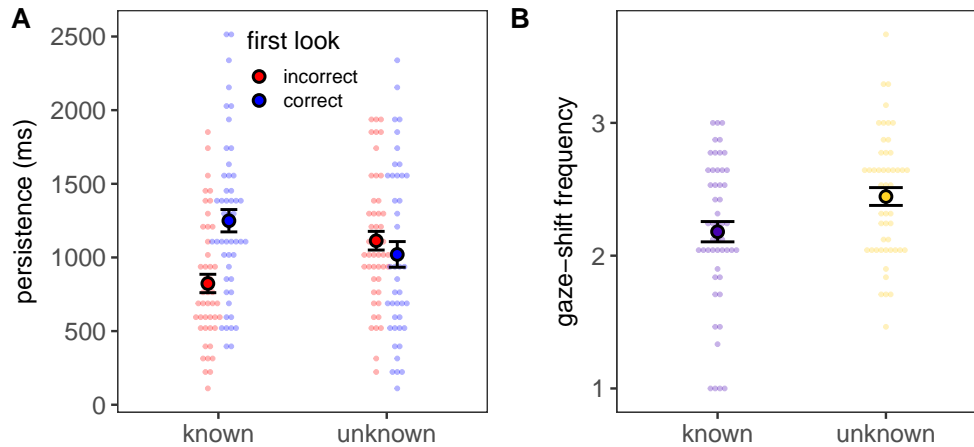 A
persistence (ms)
2500
2000
1500
1000
500
0
first look
incorrect
correct
known
unknown
B
gaze−shift frequency
3
2
1
known
unknown